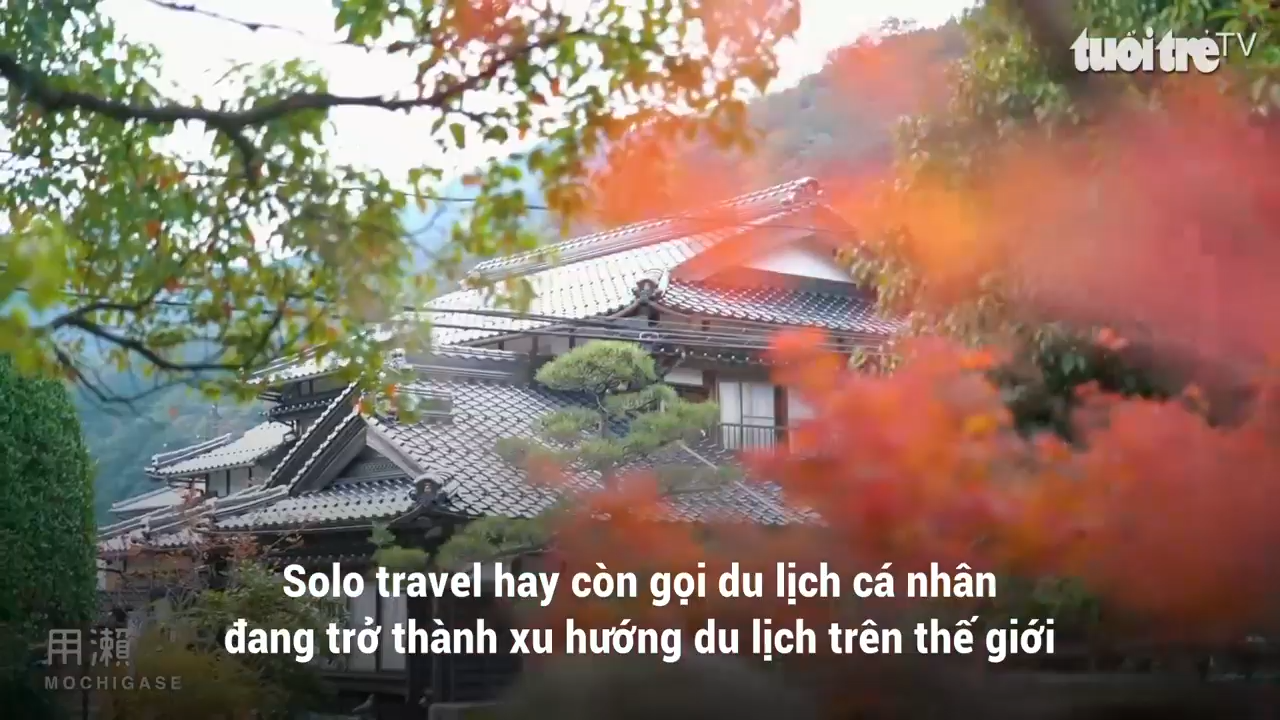 tuổi trẻ TV
Solo travel hay còn gọi du lịch cá nhân
đang trở thành xu hướng du lịch trên thế giới
用瀬
MOCHIGASE